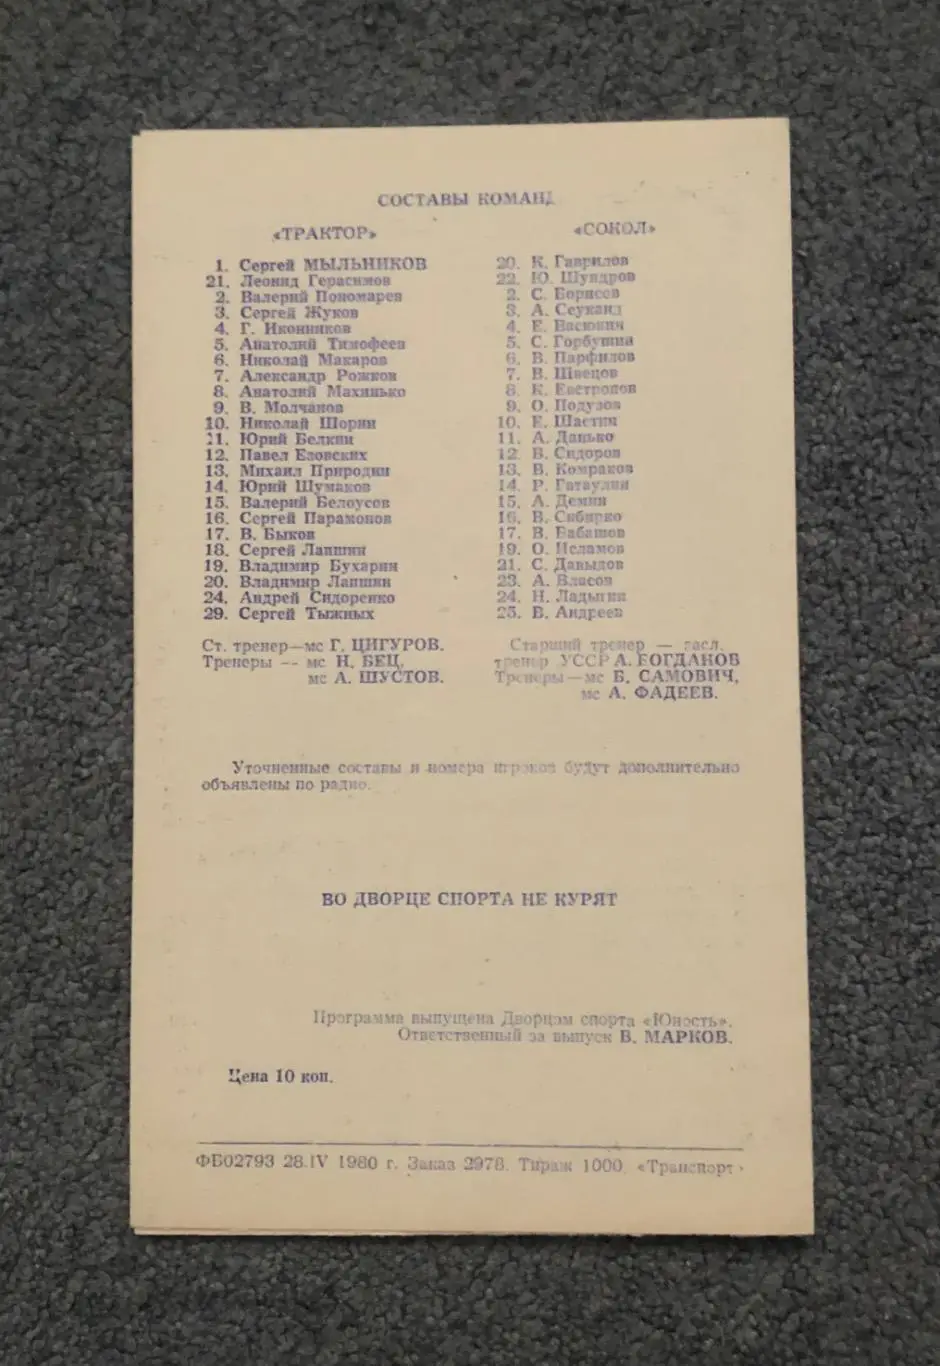 СОСТАВЫ КОМАНД
«ТРАКТОР»
1. Сергей МЫЛЬНИКОВ
21. Леонид Герасимов
2. Валерий Пономарев
3. Сергей Жуков
4. Г. Иконников
5. Анатолий Тимофеев
6. Николай Макаров
7. Александр Рожков
8. Анатолий Махинько
9. В. Молчанов
10. Николай Шорин
11. Юрий Белкин
12. Павел Езовских
13. Михаил Природин
14. Юрий Шумаков
15. Валерий Белоусов
16. Сергей Парамонов
17. В. Быков
18. Сергей Лапшин
19. Владимир Бухарин
20. Владимир Лапшин
24. Андрей Сидоренко
29. Сергей Тыжных
Ст. тренер—мс Г. ЦИГУРОВ.
Тренеры — мс Н. БЕЦ,
мс А. ШУСТОВ.
«СОКОЛ»
20. К. Гаврилов
22. Ю. Шундров
2. С. Борисов
3. А. Сеуканд
4. Е. Васюнин
5. С. Горбушин
6. В. Парфилов
7. В. Швецов
8. К. Евстропов
9. О. Подузов
10. Е. Шастин
11. А. Данько
12. В. Сидоров
13. В. Комраков
14. Р. Гатаулин
15. А. Демин
16. В. Сибирко
17. В. Бабашов
19. О. Исламов
21. С. Давыдов
23. А. Власов
24. Н. Ладыгин
25. В. Андреев
Старший тренер — засл.
тренер УССР А. БОГДАНОВ
Тренеры—мс Б. САМОВИЧ,
мс А. ФАДЕЕВ.
Уточненные составы и номера игроков будут дополнительно
объявлены по радио.
ВО ДВОРЦЕ СПОРТА НЕ КУРЯТ
Программа выпущена Дворцом спорта «Юность».
Ответственный за выпуск В. МАРКОВ.
Цена 10 коп.
ФБ02793 28.IV 1980 г. Заказ 2978. Тираж 1000. «Транспорт»